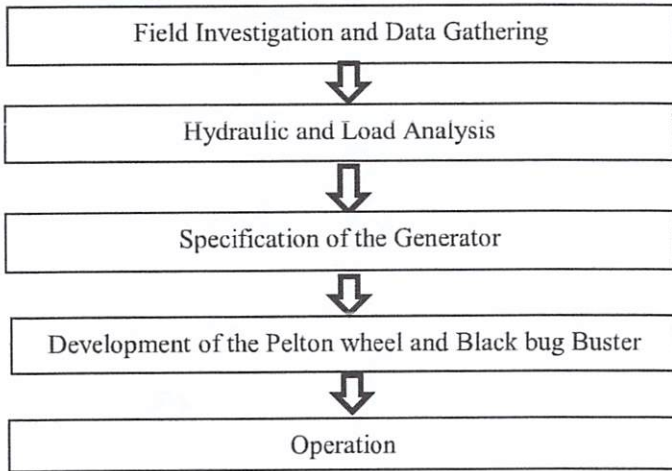 Field Investigation and Data Gathering
Hydraulic and Load Analysis
Specification of the Generator
Development of the Pelton wheel and Black bug Buster
Operation